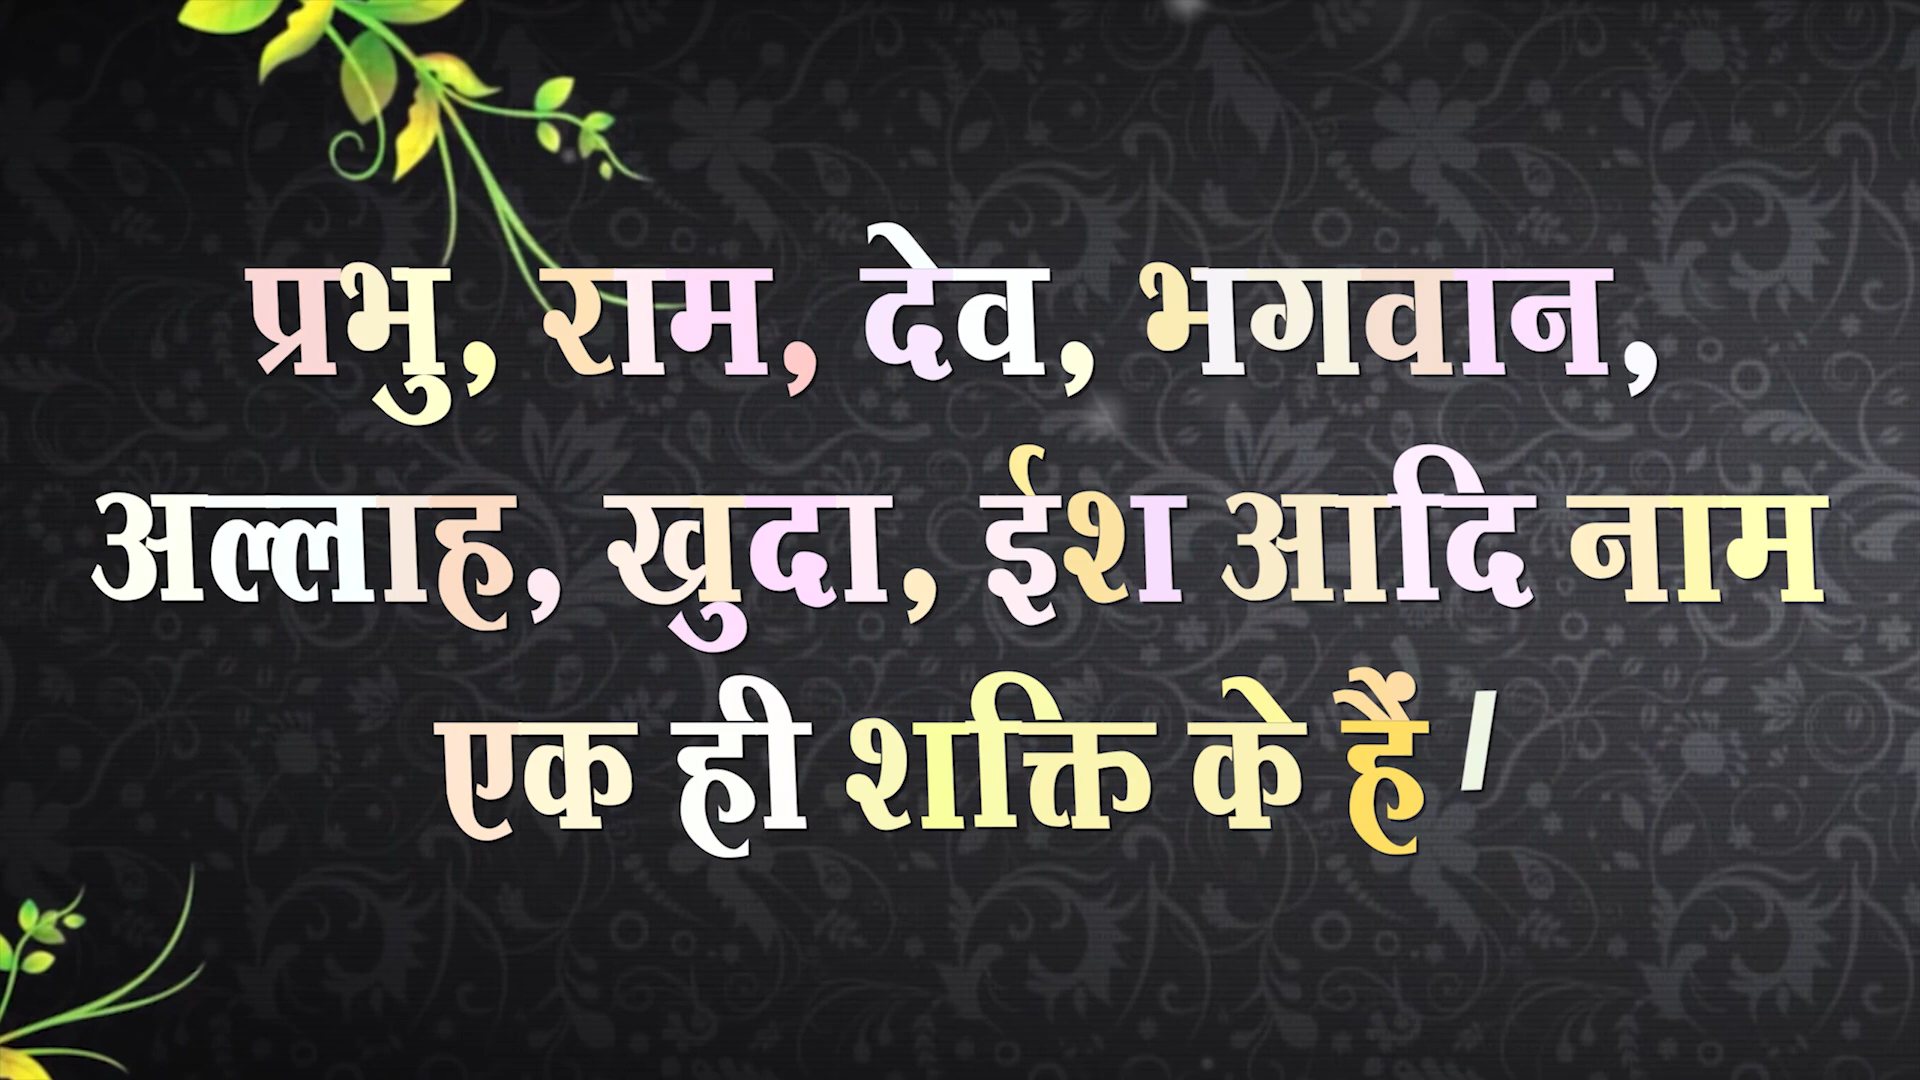 प्रभु, राम, देव, भगवान,
अल्लाह, खुदा, ईश आदि नाम
एक ही शक्ति के हैं।